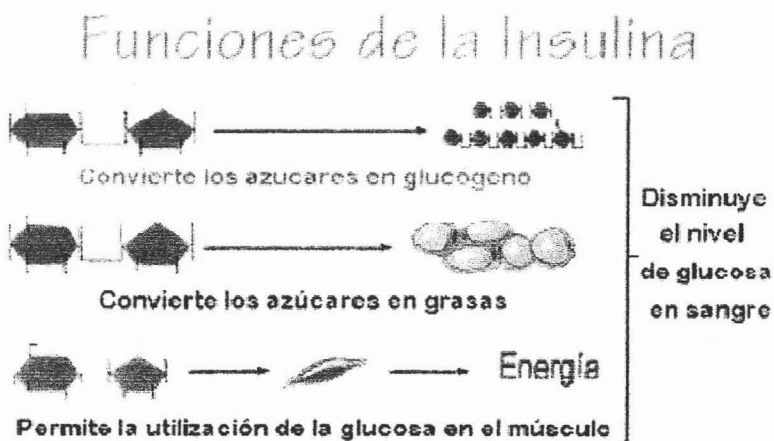 Funciones de la Insulina
Convierte los azucares en glucógeno
Convierte los azúcares en grasas
Energía
Permite la utilización de la glucosa en el músculo
Disminuye
el nivel
de glucosa
en sangre